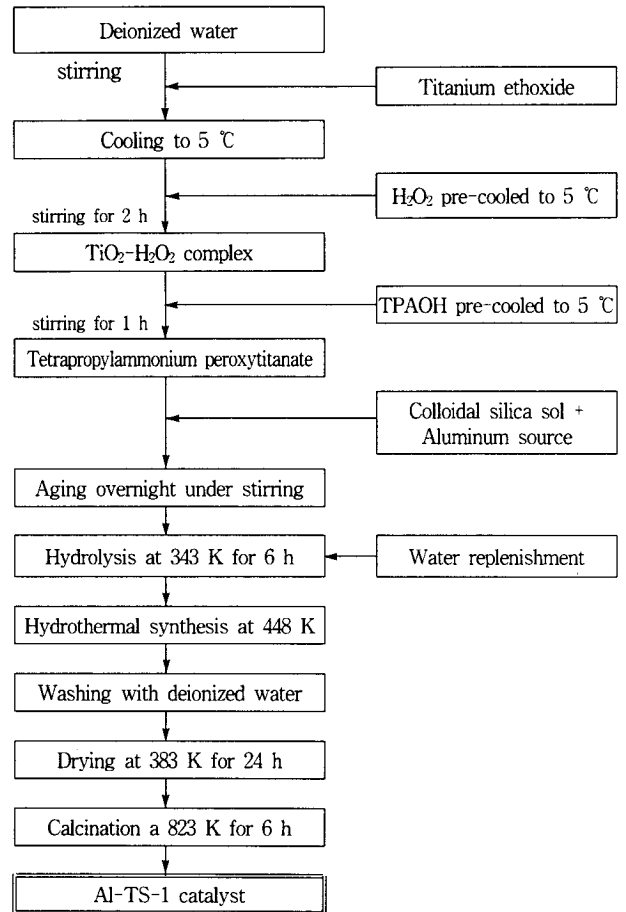 Deionized water
stirring
Titanium ethoxide
Cooling to 5 ℃
H₂O₂ pre-cooled to 5 ℃
stirring for 2 h
TiO₂-H₂O₂ complex
TPAOH pre-cooled to 5 ℃
stirring for 1 h
Tetrapropylammonium peroxytitanate
Colloidal silica sol +
Aluminum source
Aging overnight under stirring
Hydrolysis at 343 K for 6 h
Water replenishment
Hydrothermal synthesis at 448 K
Washing with deionized water
Drying at 383 K for 24 h
Calcination a 823 K for 6 h
Al-TS-1 catalyst